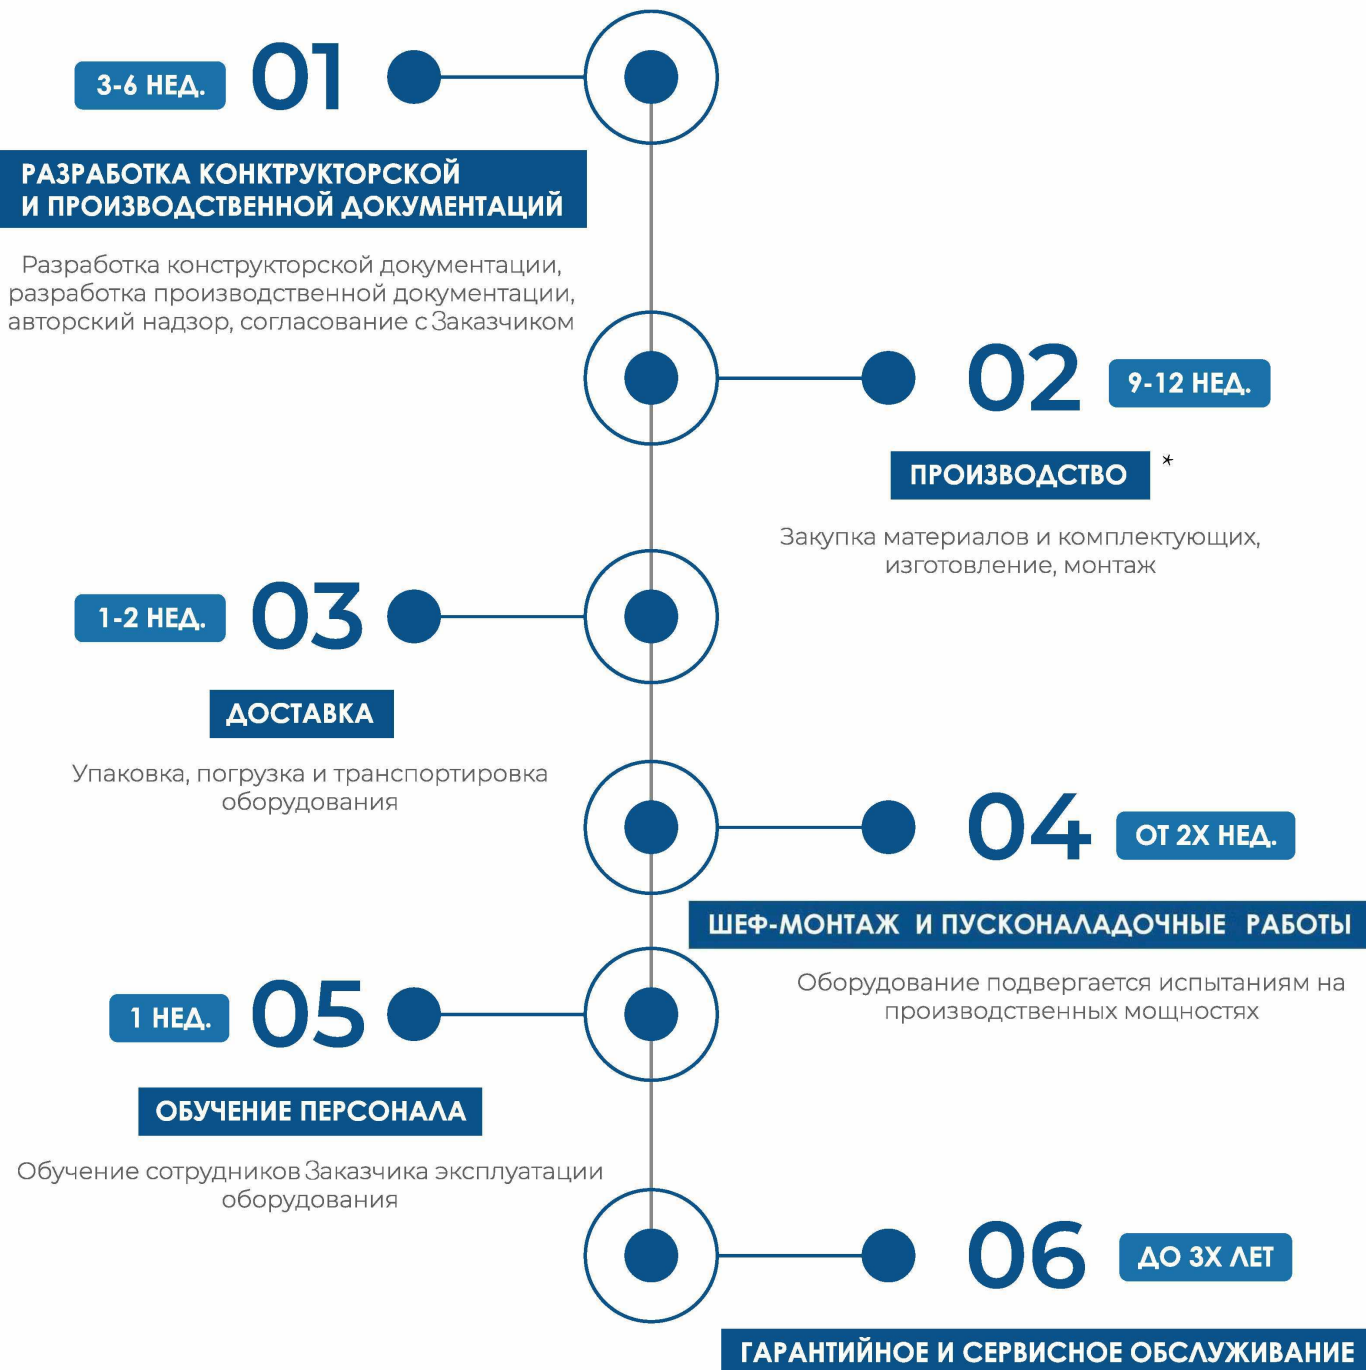 3-6 НЕД.
01
РАЗРАБОТКА КОНКТРУКТОРСКОЙ
И ПРОИЗВОДСТВЕННОЙ ДОКУМЕНТАЦИЙ
Разработка конструкторской документации,
разработка производственной документации,
авторский надзор, согласование с Заказчиком
02
9-12 НЕД.
ПРОИЗВОДСТВО *
Закупка материалов и комплектующих,
изготовление, монтаж
1-2 НЕД.
03
ДОСТАВКА
Упаковка, погрузка и транспортировка
оборудования
04
ОТ 2Х НЕД.
ШЕФ-МОНТАЖ И ПУСКОНАЛАДОЧНЫЕ РАБОТЫ
Оборудование подвергается испытаниям на
производственных мощностях
1 НЕД.
05
ОБУЧЕНИЕ ПЕРСОНАЛА
Обучение сотрудников Заказчика эксплуатации
оборудования
06
ДО 3Х ЛЕТ
ГАРАНТИЙНОЕ И СЕРВИСНОЕ ОБСЛУЖИВАНИЕ